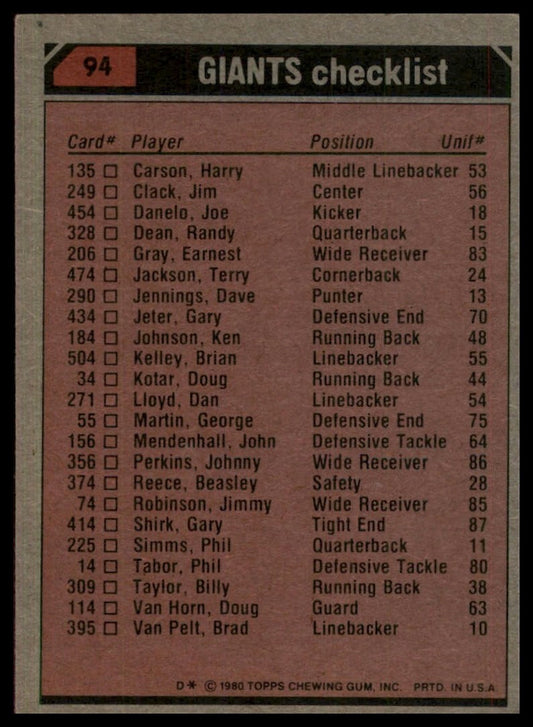 94 GIANTS checklist
Card# Player Position Unif#
135 □ Carson, Harry Middle Linebacker 53
249 □ Clack, Jim Center 56
454 □ Danelo, Joe Kicker 18
328 □ Dean, Randy Quarterback 15
206 □ Gray, Earnest Wide Receiver 83
474 □ Jackson, Terry Cornerback 24
290 □ Jennings, Dave Punter 13
434 □ Jeter, Gary Defensive End 70
184 □ Johnson, Ken Running Back 48
504 □ Kelley, Brian Linebacker 55
34 □ Kotar, Doug Running Back 44
271 □ Lloyd, Dan Linebacker 54
55 □ Martin, George Defensive End 75
156 □ Mendenhall, John Defensive Tackle 64
356 □ Perkins, Johnny Wide Receiver 86
374 □ Reece, Beasley Safety 28
74 □ Robinson, Jimmy Wide Receiver 85
414 □ Shirk, Gary Tight End 87
225 □ Simms, Phil Quarterback 11
14 □ Tabor, Phil Defensive Tackle 80
309 □ Taylor, Billy Running Back 38
114 □ Van Horn, Doug Guard 63
395 □ Van Pelt, Brad Linebacker 10
D* © 1980 TOPPS CHEWING GUM, INC. PRTD. IN U.S.A